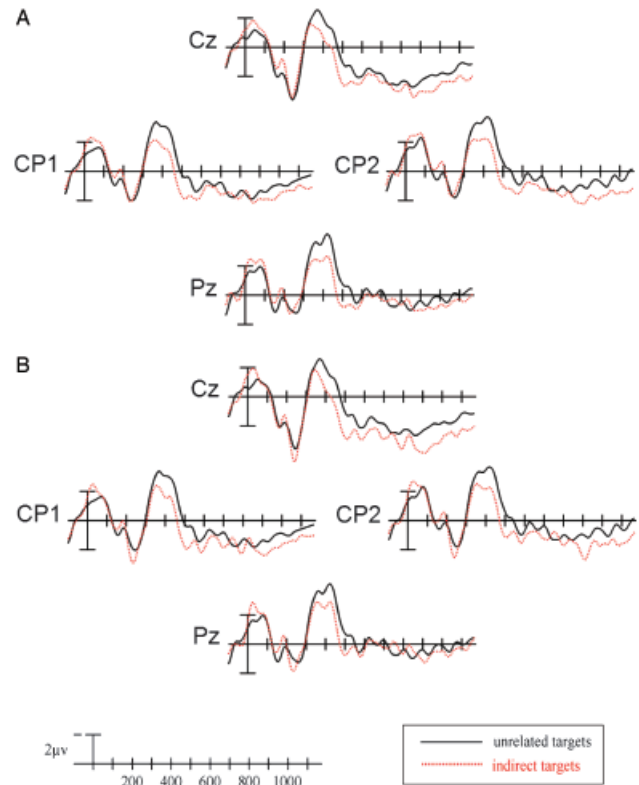 A
Cz
CP1
CP2
Pz
B
Cz
CP1
CP2
Pz
2μv
200 400 600 800 1000
unrelated targets
indirect targets